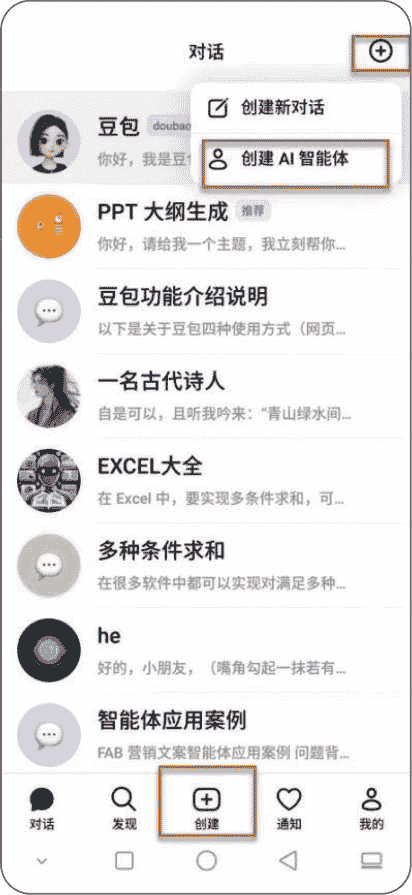 对话
创建新对话
创建 AI 智能体
豆包 doubao
你好，我是豆
PPT 大纲生成 推荐
你好，请给我一个主题，我立刻帮你...
豆包功能介绍说明
以下是关于豆包四种使用方式（网页...
一名古代诗人
自是可以，且听我吟来：“青山绿水间...
EXCEL大全
在 Excel 中，要实现多条件求和，可...
多种条件求和
在很多软件中都可以实现对满足多种...
he
好的，小朋友，（嘴角勾起一抹若有...
智能体应用案例
FAB 营销文案智能体应用案例 问题背...
对话 发现 创建 通知 我的